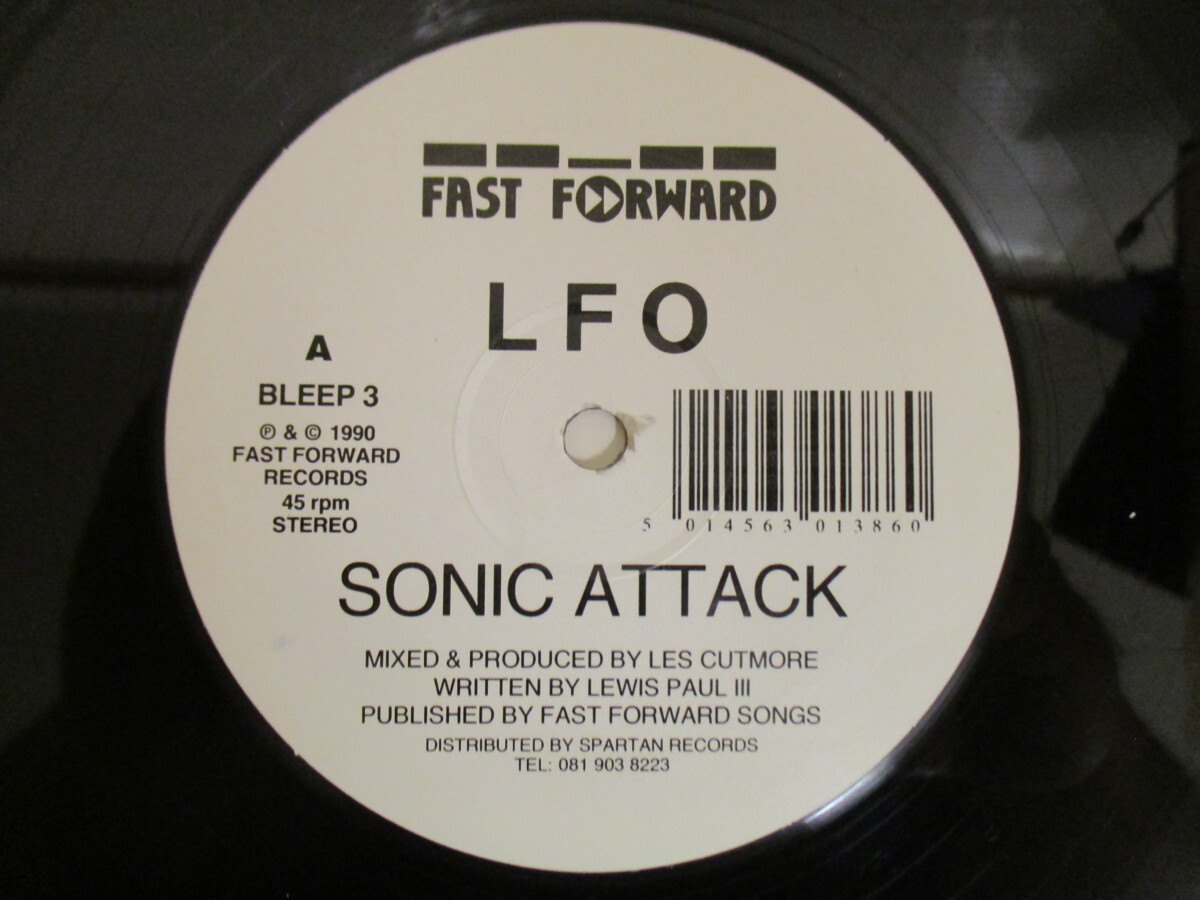 FAST FORWARD
LFO
A
BLEEP 3
℗ & © 1990
FAST FORWARD
RECORDS
45 rpm
STEREO
5 014563 013860
SONIC ATTACK
MIXED & PRODUCED BY LES CUTMORE
WRITTEN BY LEWIS PAUL III
PUBLISHED BY FAST FORWARD SONGS
DISTRIBUTED BY SPARTAN RECORDS
TEL: 081 903 8223